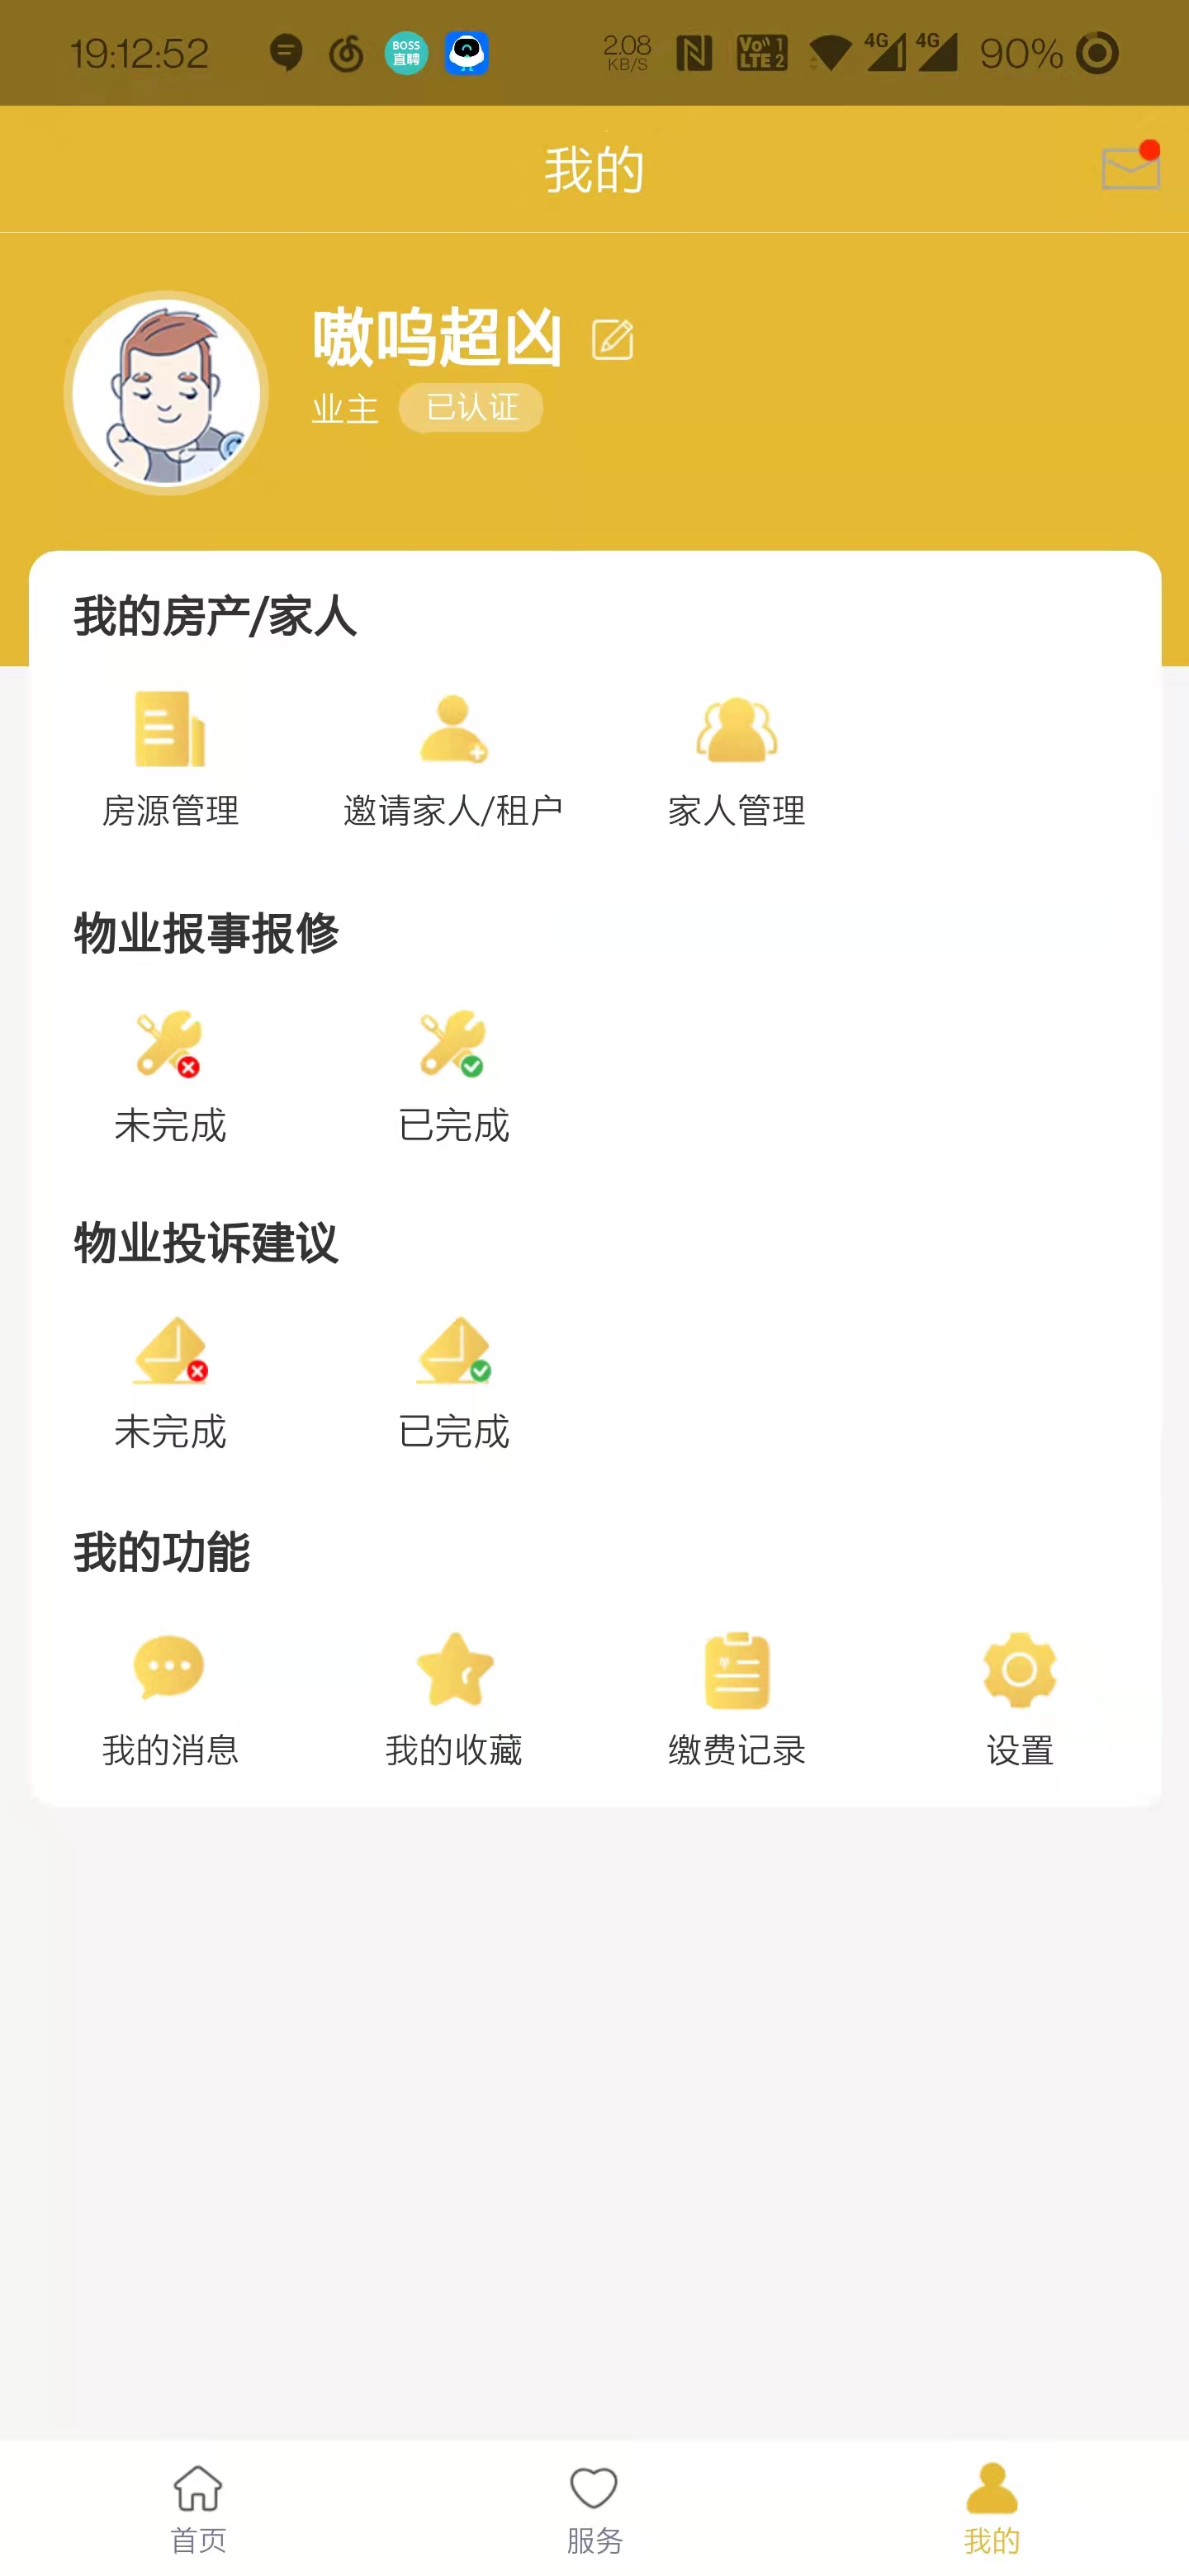 19:12:52 BOSS 直聘 2.08 KB/S Vo 1 LTE 2 4G 4G 90%
我的
嗷呜超凶
业主 已认证
我的房产/家人
房源管理 邀请家人/租户 家人管理
物业报事报修
未完成 已完成
物业投诉建议
未完成 已完成
我的功能
我的消息 我的收藏 缴费记录 设置
首页 服务 我的